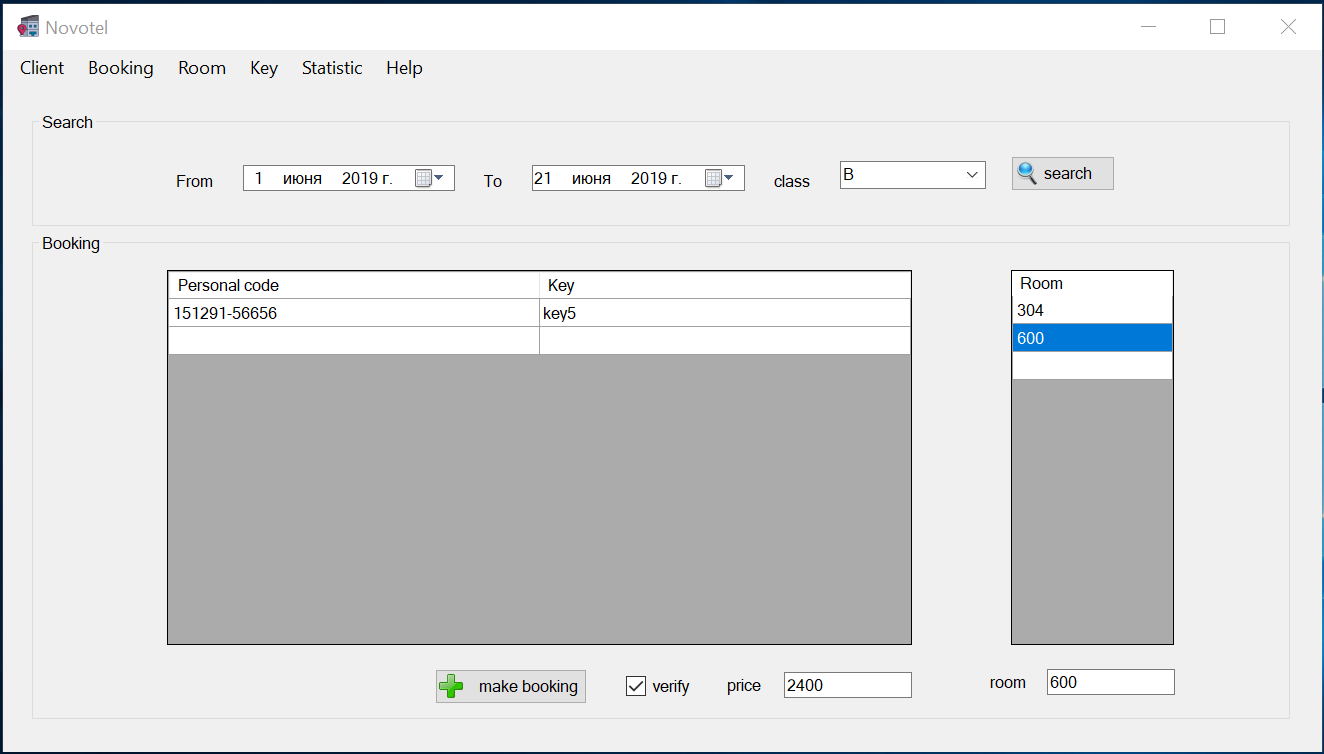 Novotel
Client Booking Room Key Statistic Help
Search
From 1 июня 2019 г. To 21 июня 2019 г. class B search
Booking
Personal code Key Room
151291-56656 key5 304
600
make booking verify price 2400 room 600